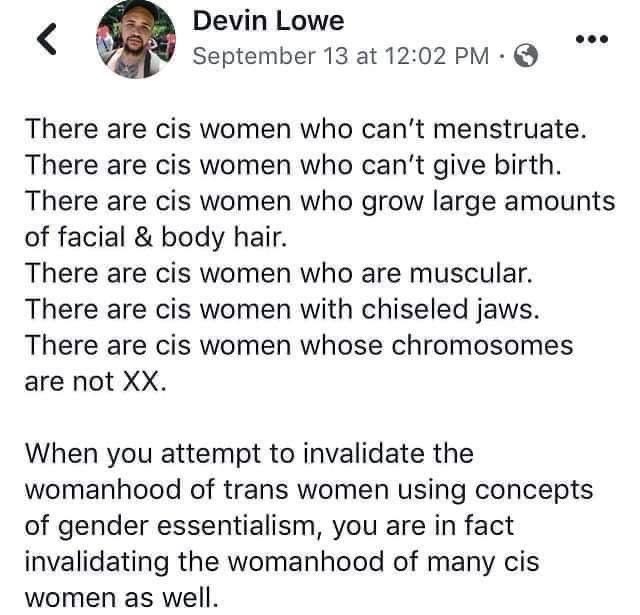 Devin Lowe
September 13 at 12:02 PM ·
There are cis women who can't menstruate.
There are cis women who can't give birth.
There are cis women who grow large amounts
of facial & body hair.
There are cis women who are muscular.
There are cis women with chiseled jaws.
There are cis women whose chromosomes
are not XX.
When you attempt to invalidate the
womanhood of trans women using concepts
of gender essentialism, you are in fact
invalidating the womanhood of many cis
women as well.